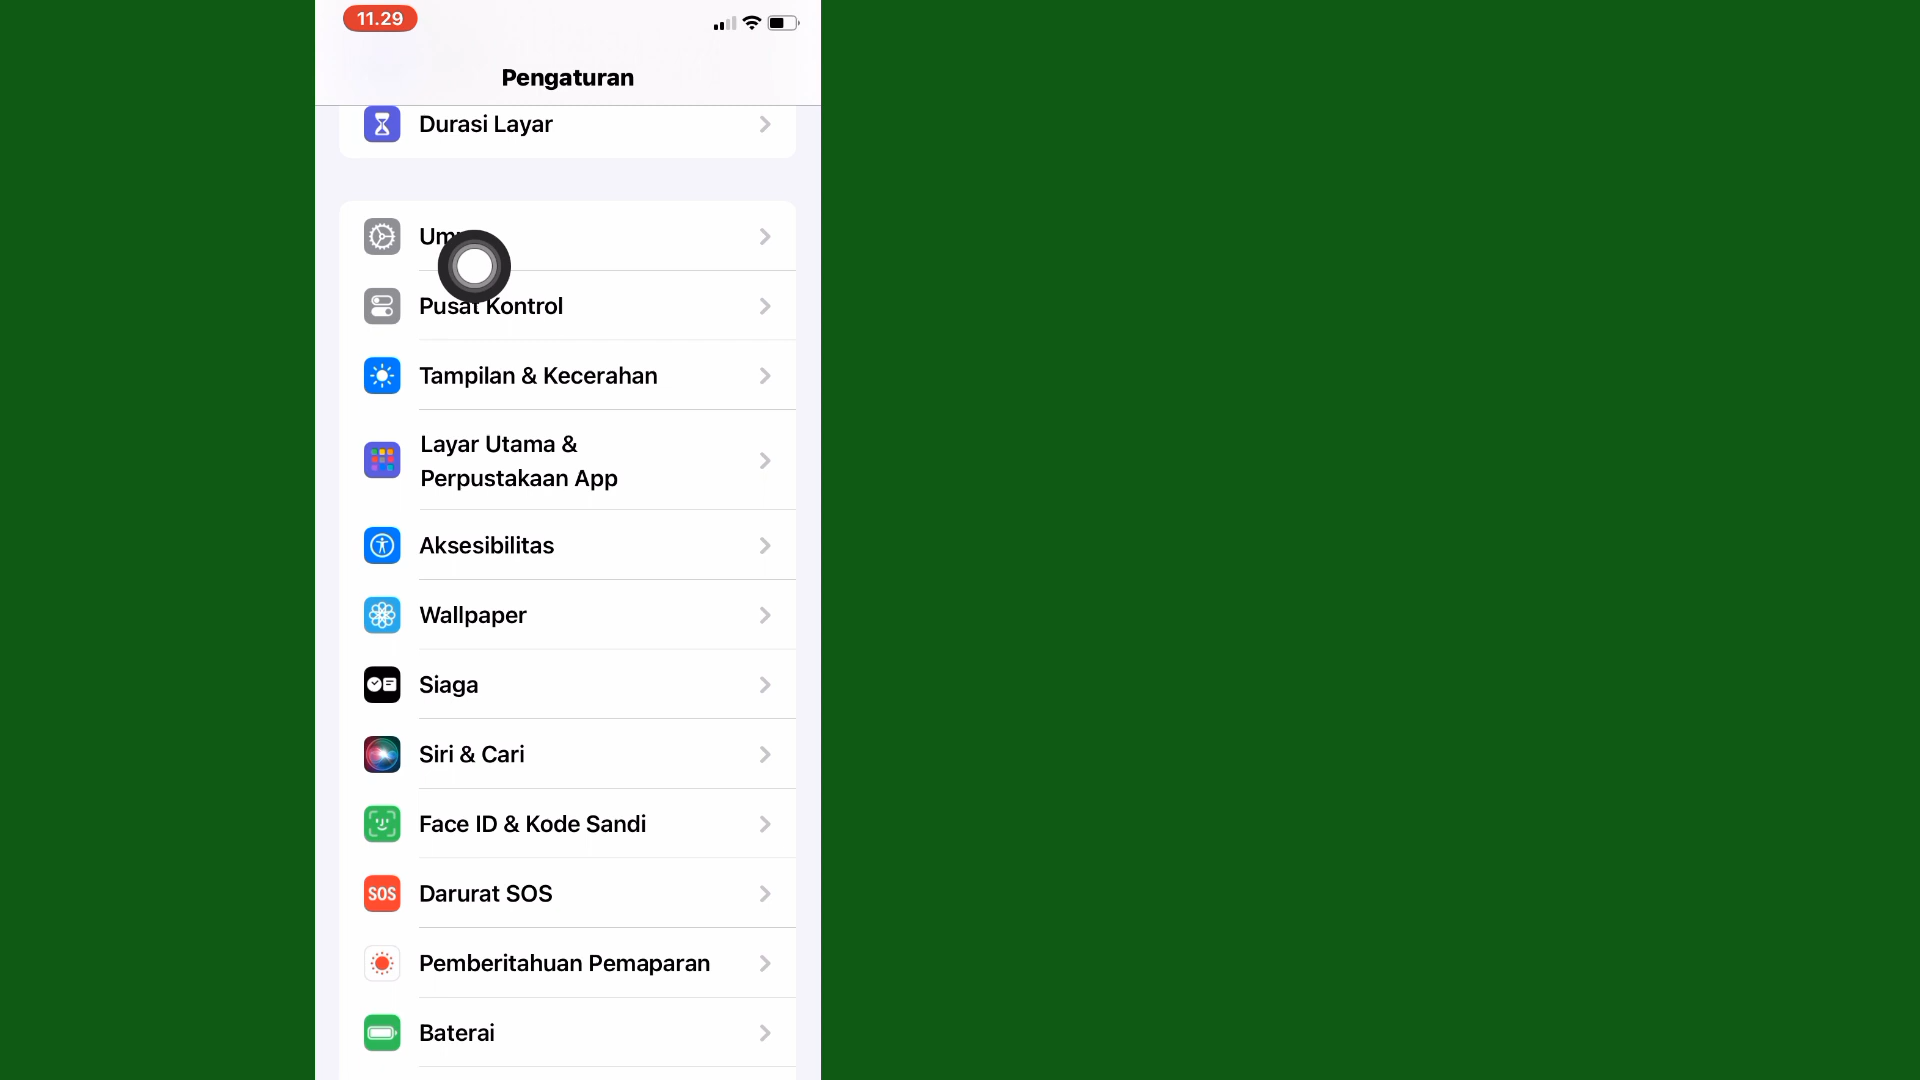 11.29
Pengaturan
Durasi Layar
Pusat Kontrol
Tampilan & Kecerahan
Layar Utama &
Perpustakaan App
Aksesibilitas
Wallpaper
Siaga
Siri & Cari
Face ID & Kode Sandi
SOS Darurat SOS
Pemberitahuan Pemaparan
Baterai